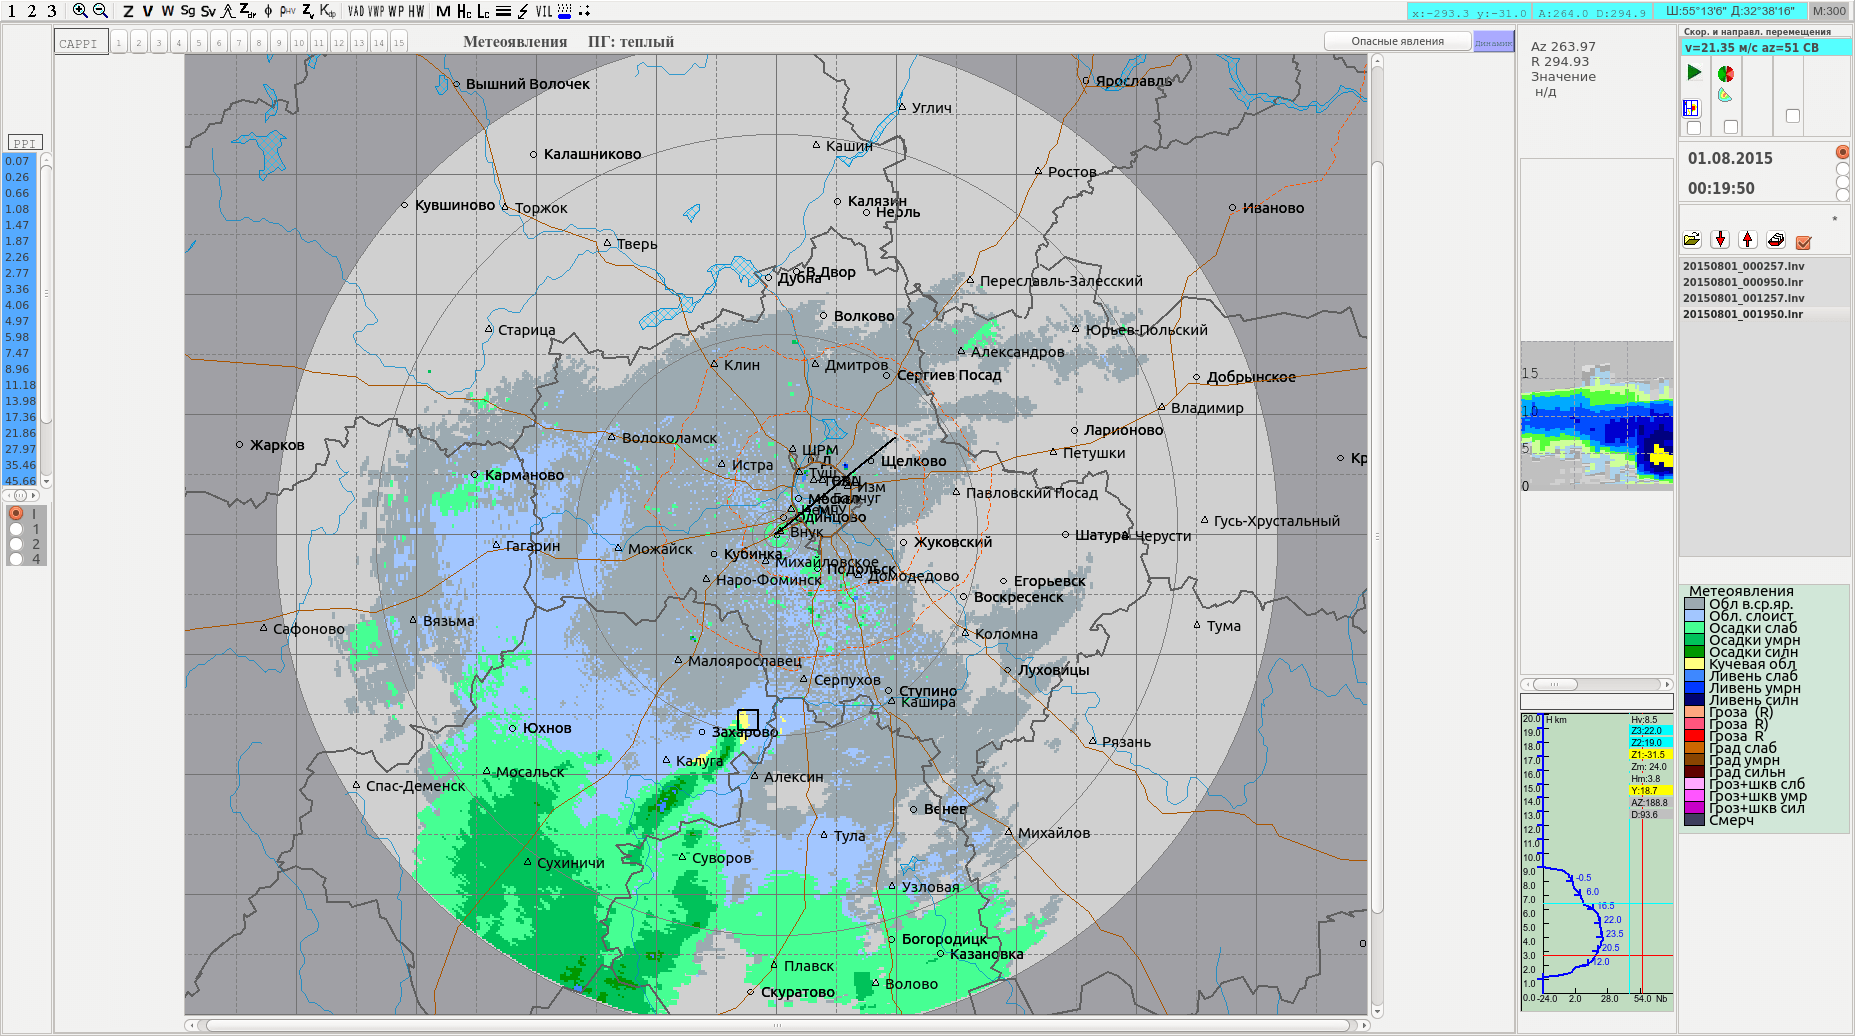 1 2 3 Z V W Sg Sv Zdr ϕ ρHV Zv Kdp VAD VWP WP HW M Hc Lc VIL
x:-293.3 y:-31.0 A:264.0 D:294.9 Ш:55°13'6" Д:32°38'16" M:300
CAPPI 1 2 3 4 5 6 7 8 9 10 11 12 13 14 15
Метеоявления ПГ: теплый
Опасные явления
Динамик
PPI
0.07
0.26
0.66
1.08
1.47
1.87
2.26
2.77
3.36
4.06
4.97
5.98
7.47
8.96
11.18
13.98
17.36
21.86
27.97
35.46
45.66
I
1
2
4
Вышний Волочек
Ярославль
Углич
Кашин
Калашниково
Ростов
Кувшиново
Торжок
Калязин
Нерль
Иваново
Тверь
В.Двор
Дубна
Переславль-Залесский
Волково
Старица
Юрьев-Польский
Александров
Клин
Дмитров
Сергиев Посад
Добрынское
Владимир
Жарков
Волоколамск
Ларионово
ШРМ
Петушки
Кр
Истра
Щелково
Карманово
Туш
Изм
Павловский Посад
Балчуг
Одинцово
Гусь-Хрустальный
Внук
Шатура
Черусти
Гагарин
Можайск
Кубинка
Жуковский
Михайловское
Подольск
Домодедово
Наро-Фоминск
Егорьевск
Воскресенск
Вязьма
Сафоново
Тума
Коломна
Малоярославец
Луховицы
Серпухов
Ступино
Кашира
Юхнов
Захарово
Рязань
Калуга
Мосальск
Алексин
Спас-Деменск
Венев
Тула
Михайлов
Сухиничи
Суворов
Узловая
Богородицк
Казановка
Плавск
Волово
Скуратово
Az 263.97
R 294.93
Значение
н/д
15
10
5
0
20.0 H km
19.0
18.0
17.0
16.0
15.0
14.0
13.0
12.0
11.0
10.0
9.0
8.0
7.0
6.0
5.0
4.0
3.0
2.0
1.0
0.0 -24.0 2.0 28.0 54.0 Nb
Hv:8.5
Z3:22.0
Z2:19.0
Z1:-31.5
Zm: 24.0
Hm:3.8
Y:18.7
AZ:188.8
D:93.6
-0.5
6.0
16.5
22.0
23.5
20.5
12.0
Скор. и направл. перемещения
v=21.35 м/с az=51 СВ
01.08.2015
00:19:50
*
20150801_000257.lnv
20150801_000950.lnr
20150801_001257.lnv
20150801_001950.lnr
Метеоявления
Обл в.ср.яр.
Обл. слоист
Осадки слаб
Осадки умрн
Осадки силн
Кучевая обл
Ливень слаб
Ливень умрн
Ливень силн
Гроза (R)
Гроза R)
Гроза R
Град слаб
Град умрн
Град сильн
Гроз+шкв слб
Гроз+шкв умр
Гроз+шкв сил
Смерч